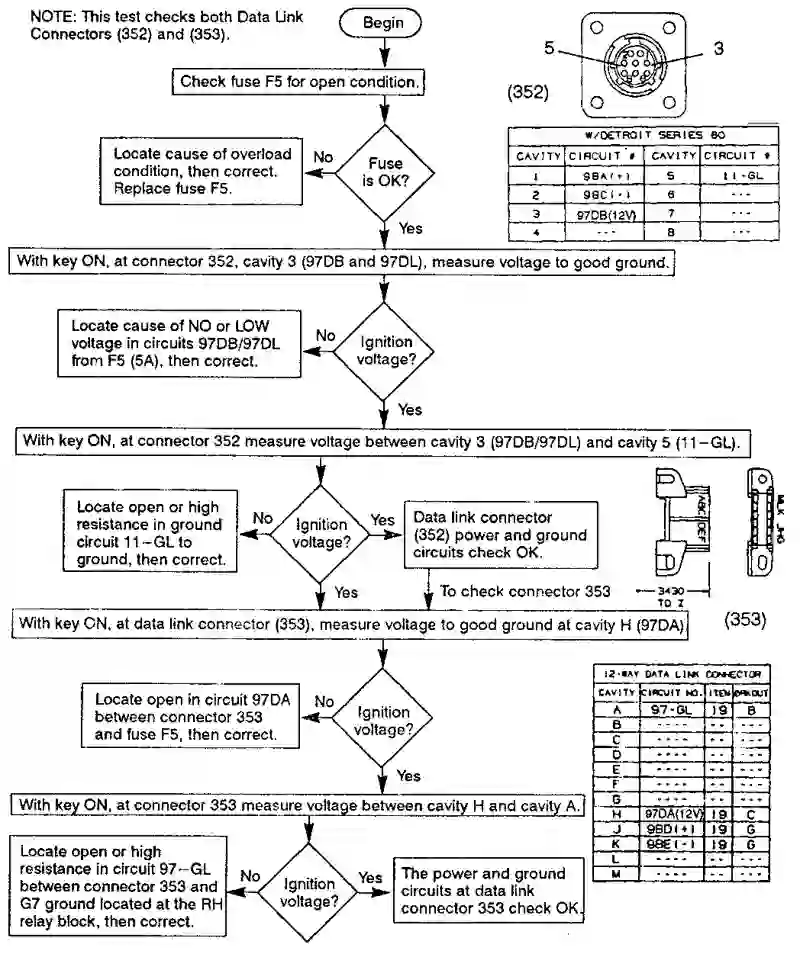 NOTE: This test checks both Data Link
Connectors (352) and (353).
Begin
Check fuse F5 for open condition.
5
3
(352)
W/DETROIT SERIES 60
CAVITY CIRCUIT # CAVITY CIRCUIT #
1 98A(+) 5 11-GL
2 98C(-) 6 ---
3 97DB(12V) 7 ---
4 --- 8 ---
Locate cause of overload
condition, then correct.
Replace fuse F5.
No
Fuse
is OK?
Yes
With key ON, at connector 352, cavity 3 (97DB and 97DL), measure voltage to good ground.
Locate cause of NO or LOW
voltage in circuits 97DB/97DL
from F5 (5A), then correct.
No
Ignition
voltage?
Yes
With key ON, at connector 352 measure voltage between cavity 3 (97DB/97DL) and cavity 5 (11-GL).
Locate open or high
resistance in ground
circuit 11-GL to
ground, then correct.
No
Ignition
voltage?
Yes
Data link connector
(352) power and ground
circuits check OK.
Yes
To check connector 353
ABC DEF
MLK JHG
3430
TO Z
(353)
With key ON, at data link connector (353), measure voltage to good ground at cavity H (97DA)
Locate open in circuit 97DA
between connector 353
and fuse F5, then correct.
No
Ignition
voltage?
Yes
12-WAY DATA LINK CONNECTOR
CAVITY CIRCUIT NO. ITEM BRKOUT
A 97-GL 19 B
B ---- -- ---
C ---- -- ---
D ---- -- ---
E ---- -- ---
F ---- -- ---
G ---- -- ---
H 97DA(12V) 19 C
J 98D(+) 19 G
K 98E(-) 19 G
L ---- -- ---
M ---- -- ---
With key ON, at connector 353 measure voltage between cavity H and cavity A.
Locate open or high
resistance in circuit 97-GL
between connector 353 and
G7 ground located at the RH
relay block, then correct.
No
Ignition
voltage?
Yes
The power and ground
circuits at data link
connector 353 check OK.